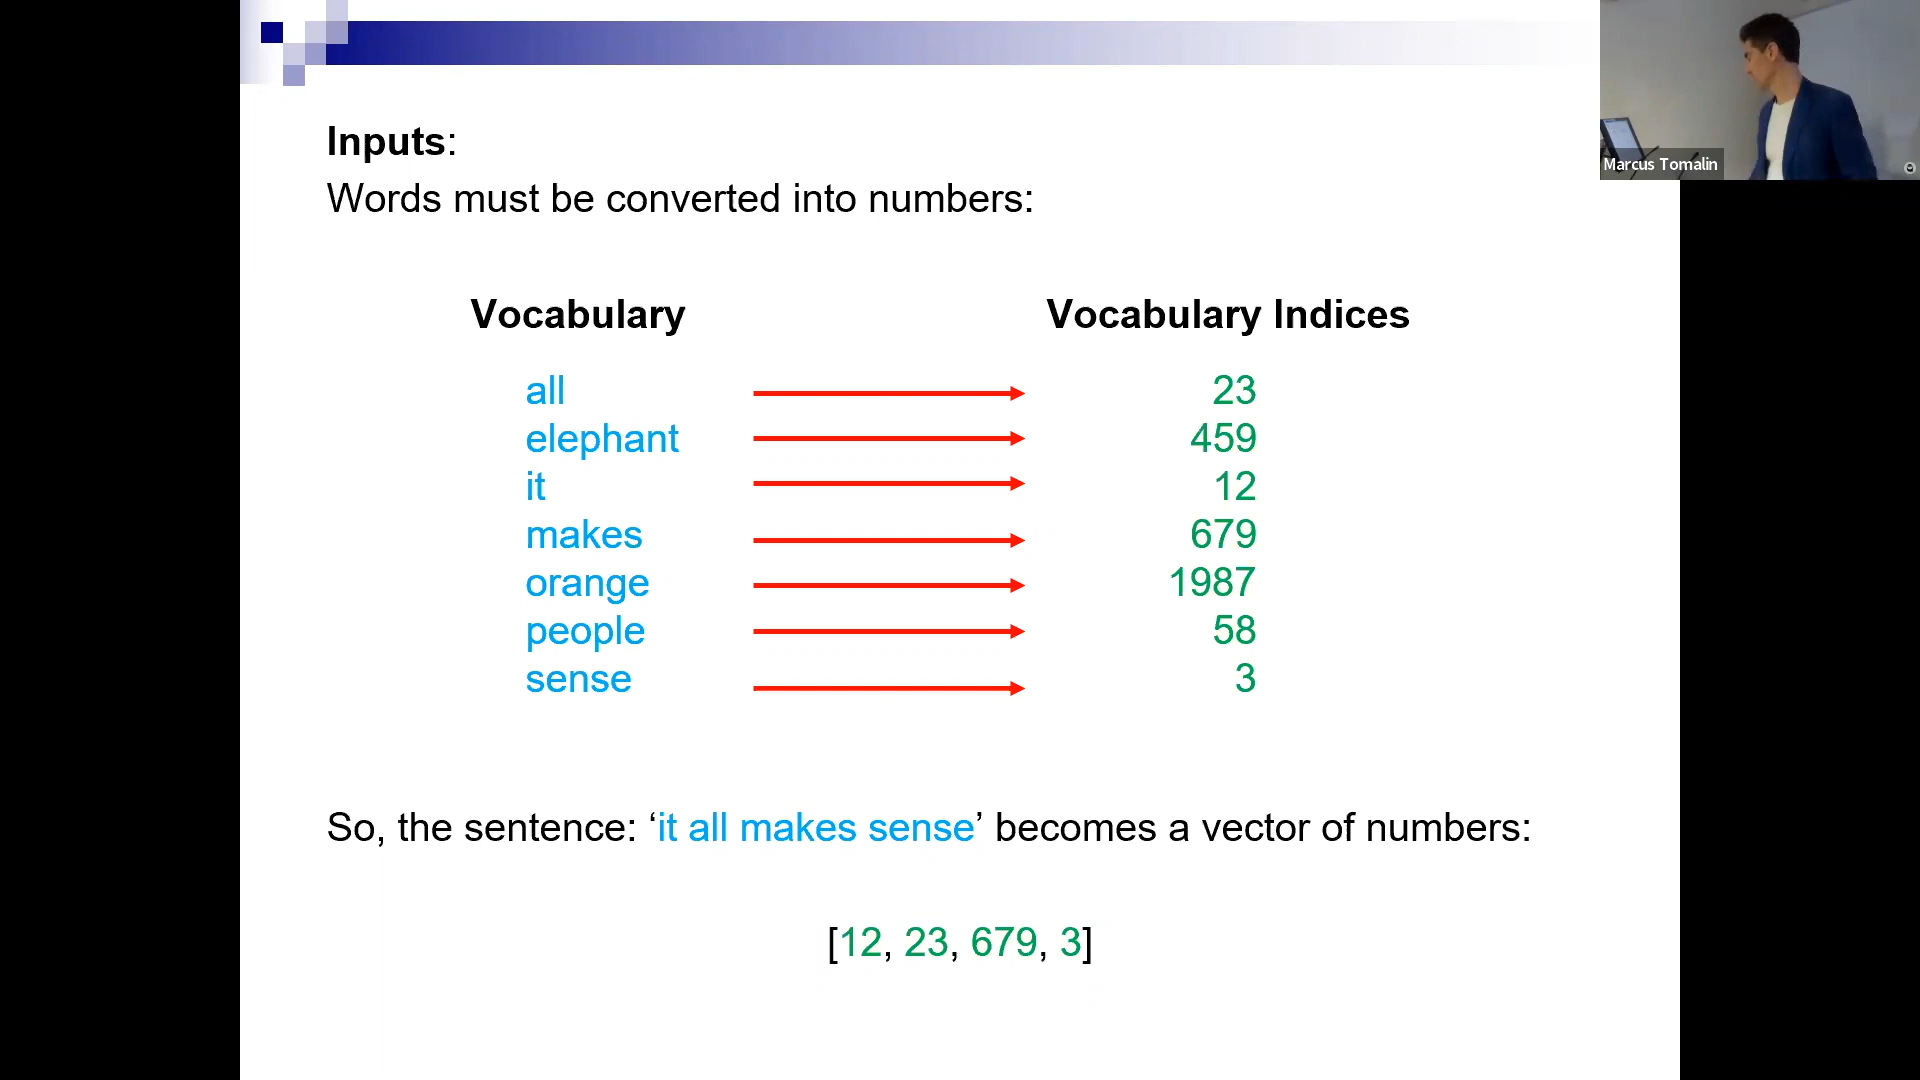 Inputs:
Words must be converted into numbers:
Vocabulary Vocabulary Indices
all 23
elephant 459
it 12
makes 679
orange 1987
people 58
sense 3
So, the sentence: ‘it all makes sense’ becomes a vector of numbers:
[12, 23, 679, 3]
Marcus Tomalin